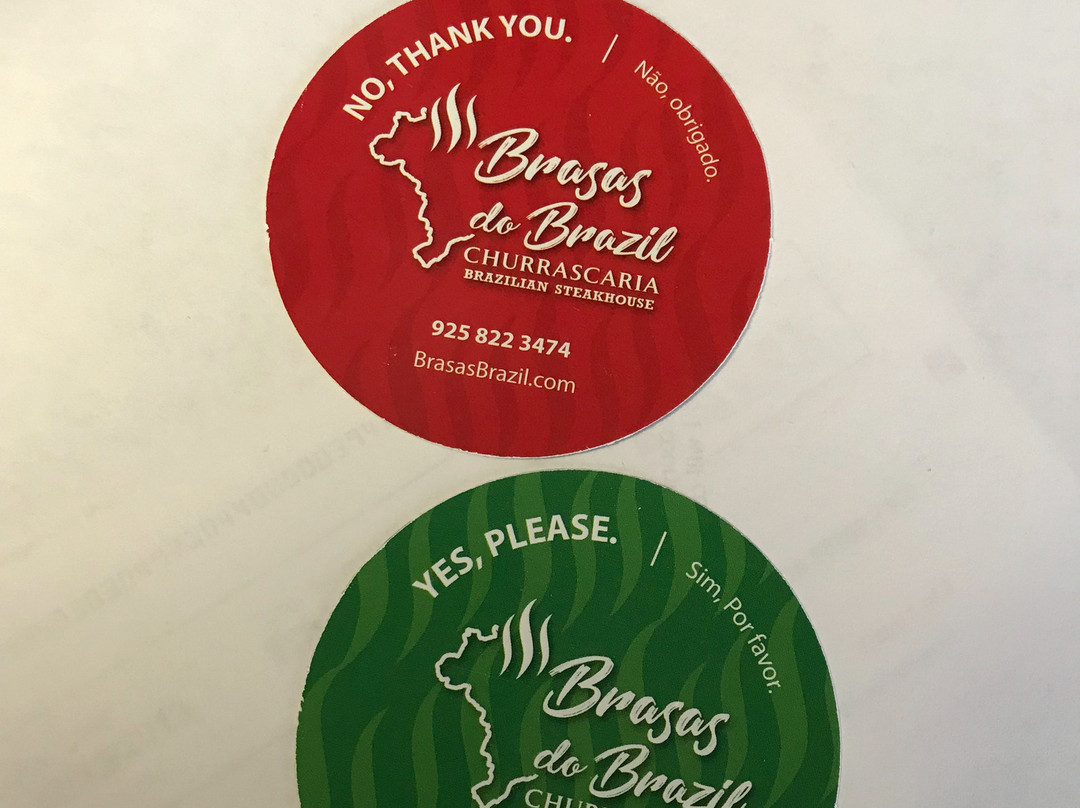 NO, THANK YOU. | Não, obrigado.
Brasas
do Brazil
CHURRASCARIA
BRAZILIAN STEAKHOUSE
925 822 3474
BrasasBrazil.com
YES, PLEASE. | Sim, Por favor.
Brasas
do Brazil